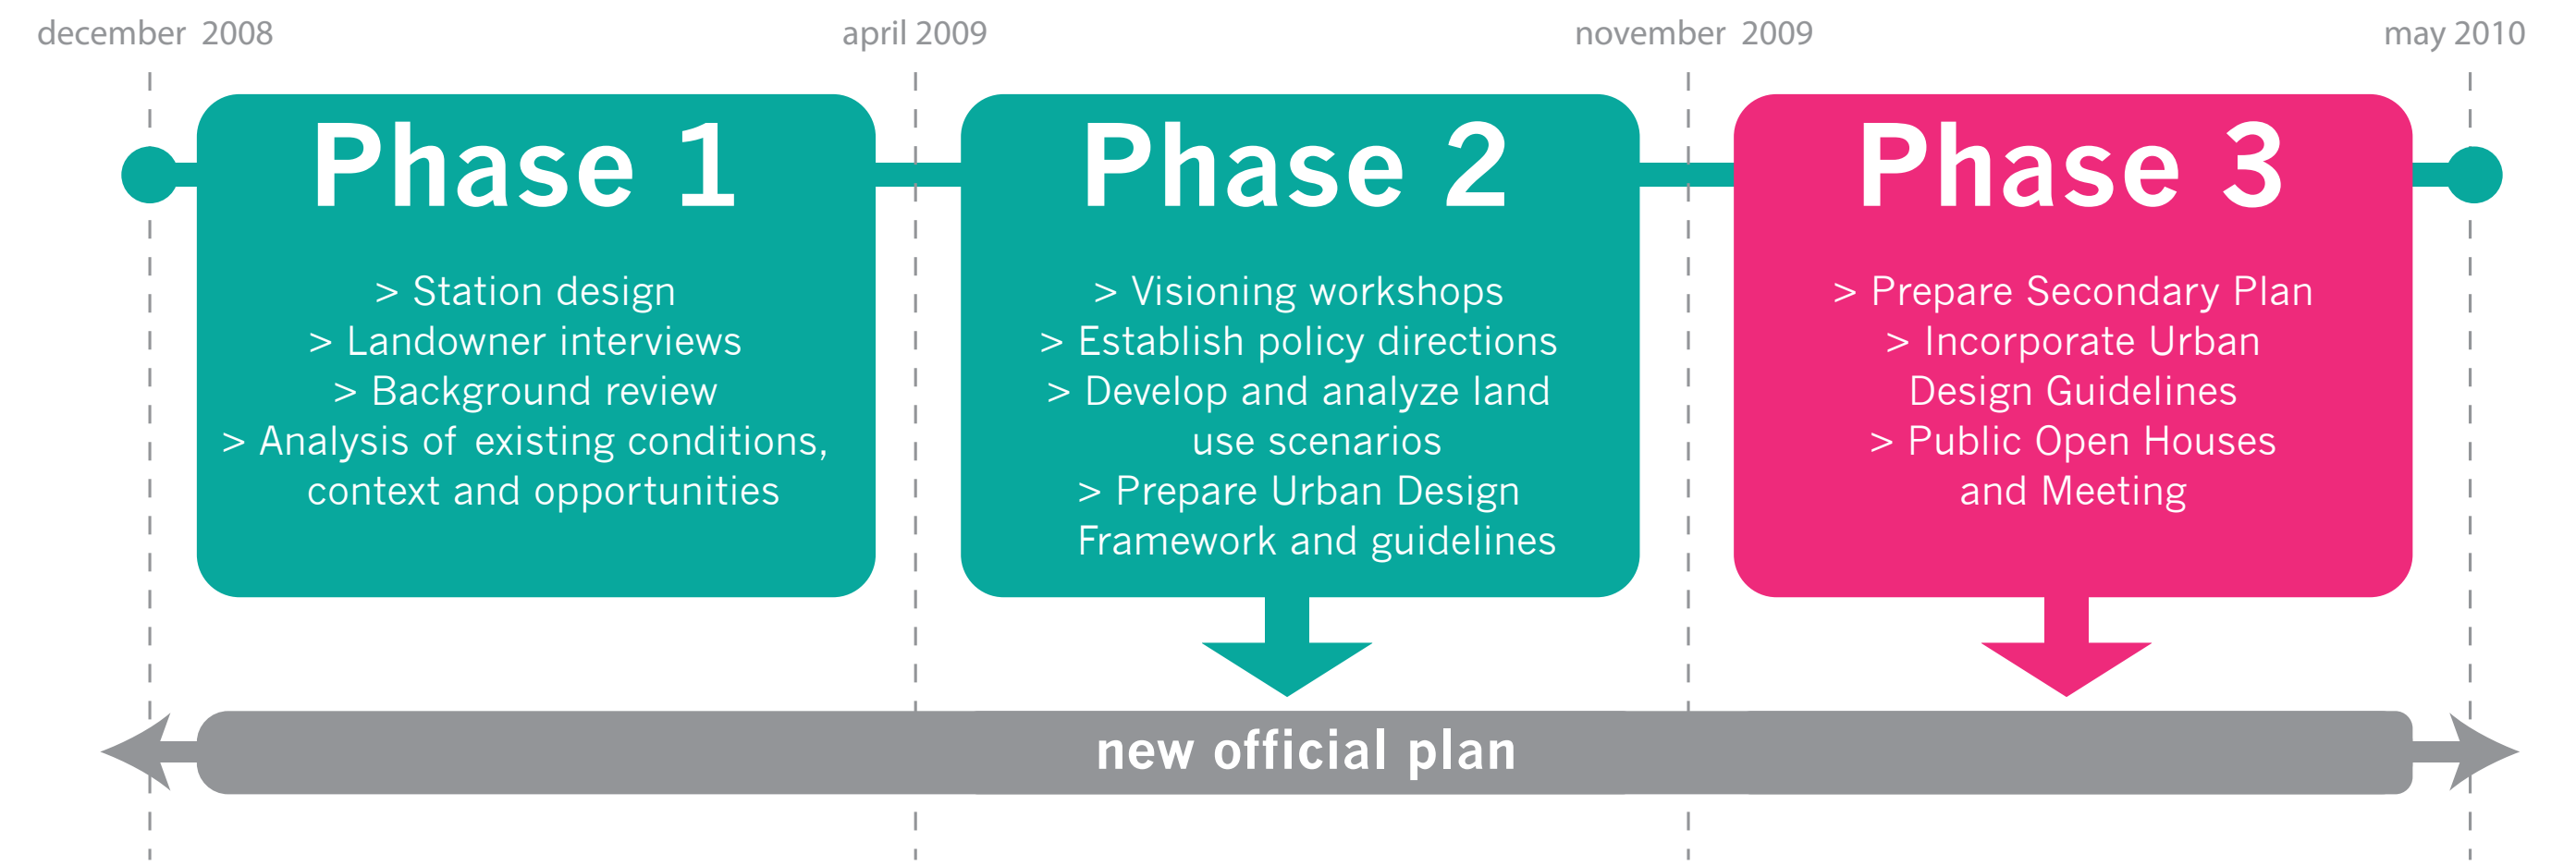 december 2008
april 2009
november 2009
may 2010
Phase 1
> Station design
> Landowner interviews
> Background review
> Analysis of existing conditions,
context and opportunities
Phase 2
> Visioning workshops
> Establish policy directions
> Develop and analyze land
use scenarios
> Prepare Urban Design
Framework and guidelines
Phase 3
> Prepare Secondary Plan
> Incorporate Urban
Design Guidelines
> Public Open Houses
and Meeting
new official plan